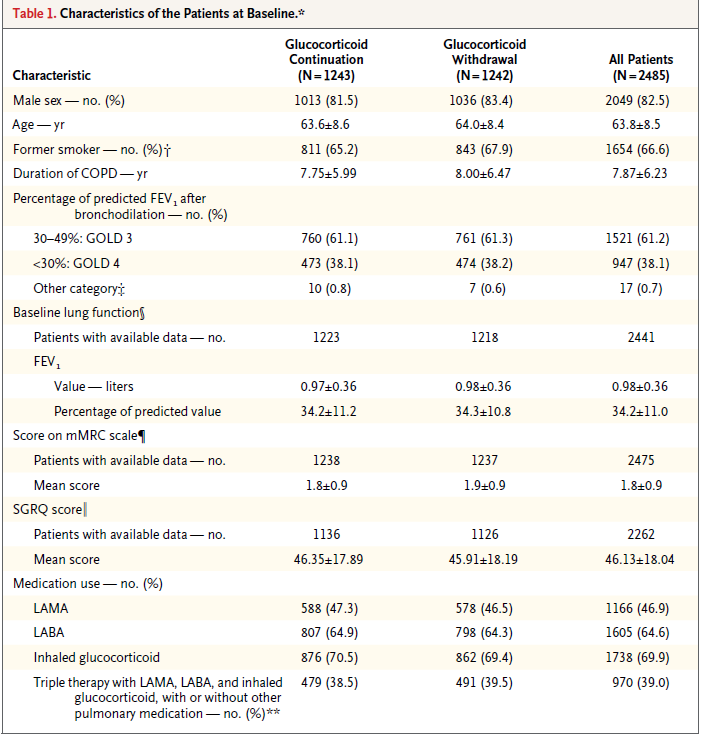 Table 1. Characteristics of the Patients at Baseline.*
Characteristic Glucocorticoid Continuation (N=1243) Glucocorticoid Withdrawal (N=1242) All Patients (N=2485)
Male sex — no. (%) 1013 (81.5) 1036 (83.4) 2049 (82.5)
Age — yr 63.6±8.6 64.0±8.4 63.8±8.5
Former smoker — no. (%)† 811 (65.2) 843 (67.9) 1654 (66.6)
Duration of COPD — yr 7.75±5.99 8.00±6.47 7.87±6.23
Percentage of predicted FEV₁ after
bronchodilation — no. (%)
30–49%: GOLD 3 760 (61.1) 761 (61.3) 1521 (61.2)
<30%: GOLD 4 473 (38.1) 474 (38.2) 947 (38.1)
Other category‡ 10 (0.8) 7 (0.6) 17 (0.7)
Baseline lung function§
Patients with available data — no. 1223 1218 2441
FEV₁
Value — liters 0.97±0.36 0.98±0.36 0.98±0.36
Percentage of predicted value 34.2±11.2 34.3±10.8 34.2±11.0
Score on mMRC scale¶
Patients with available data — no. 1238 1237 2475
Mean score 1.8±0.9 1.9±0.9 1.8±0.9
SGRQ score‖
Patients with available data — no. 1136 1126 2262
Mean score 46.35±17.89 45.91±18.19 46.13±18.04
Medication use — no. (%)
LAMA 588 (47.3) 578 (46.5) 1166 (46.9)
LABA 807 (64.9) 798 (64.3) 1605 (64.6)
Inhaled glucocorticoid 876 (70.5) 862 (69.4) 1738 (69.9)
Triple therapy with LAMA, LABA, and inhaled 479 (38.5) 491 (39.5) 970 (39.0)
glucocorticoid, with or without other
pulmonary medication — no. (%)**